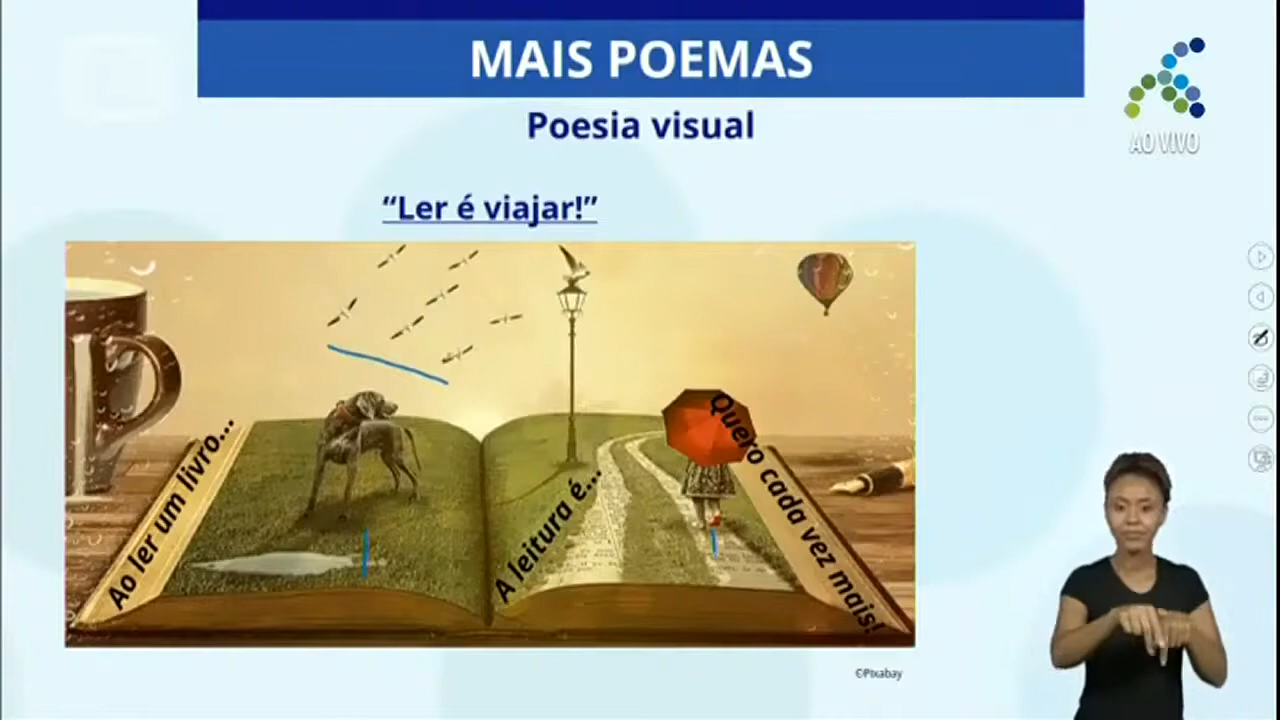 MAIS POEMAS
AO VIVO
Poesia visual
“Ler é viajar!”
Ao ler um livro...
A leitura é...
Quero cada vez mais!
©Pixabay